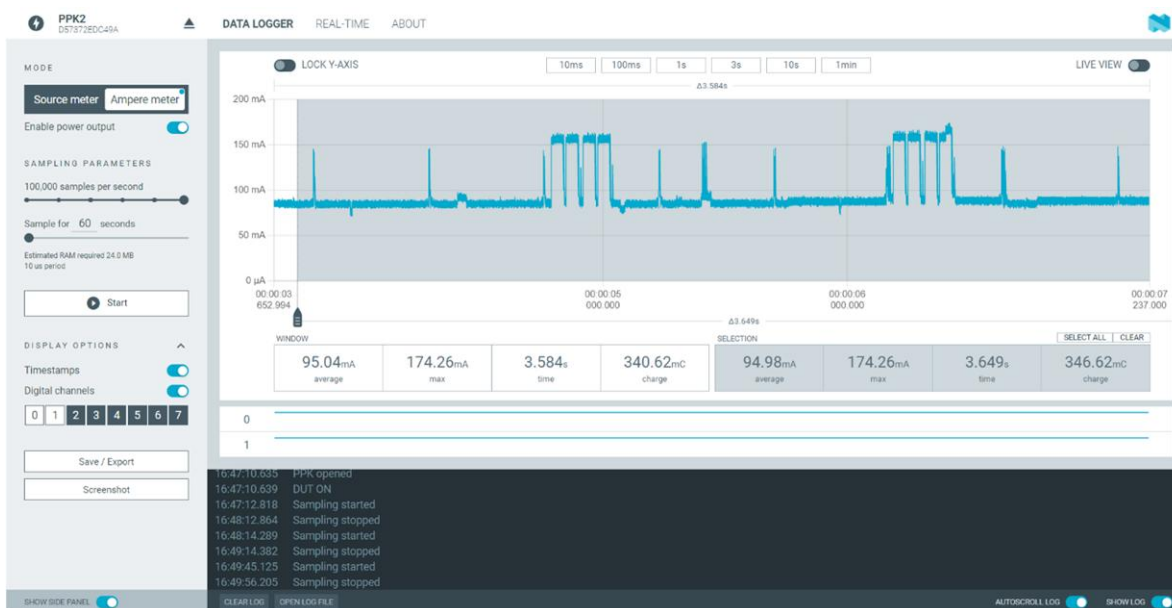 PPK2
D57372EDC49A
DATA LOGGER REAL-TIME ABOUT
MODE
Source meter Ampere meter
Enable power output
SAMPLING PARAMETERS
100,000 samples per second
Sample for 60 seconds
Estimated RAM required 24.0 MB
10 us period
Start
DISPLAY OPTIONS
Timestamps
Digital channels
0 1 2 3 4 5 6 7
Save / Export
Screenshot
SHOW SIDE PANEL
LOCK Y-AXIS 10ms 100ms 1s 3s 10s 1min LIVE VIEW
Δ3.584s
200 mA
150 mA
100 mA
50 mA
0 µA
00:00:03 00:00:05 00:00:06 00:00:07
652.994 000.000 000.000 237.000
Δ3.649s
WINDOW SELECTION SELECT ALL CLEAR
95.04mA 174.26mA 3.584s 340.62mC 94.98mA 174.26mA 3.649s 346.62mC
average max time charge average max time charge
0
1
16:47:10.635 PPK opened
16:47:10.639 DUT ON
16:47:12.818 Sampling started
16:48:12.864 Sampling stopped
16:48:14.289 Sampling started
16:49:14.382 Sampling stopped
16:49:45.125 Sampling started
16:49:56.205 Sampling stopped
CLEAR LOG OPEN LOG FILE AUTOSCROLL LOG SHOW LOG